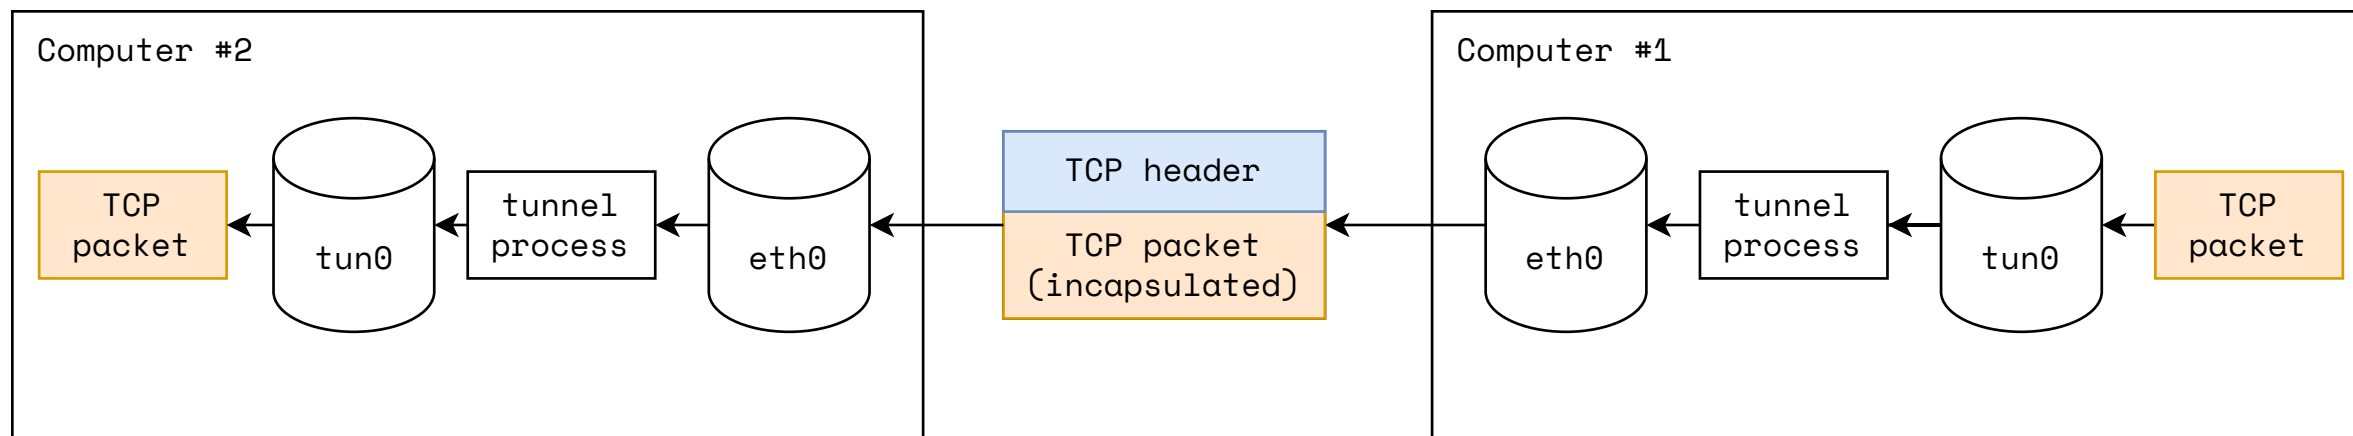 Computer #2
TCP
packet
tun0
tunnel
process
eth0
TCP header
TCP packet
(incapsulated)
Computer #1
eth0
tunnel
process
tun0
TCP
packet